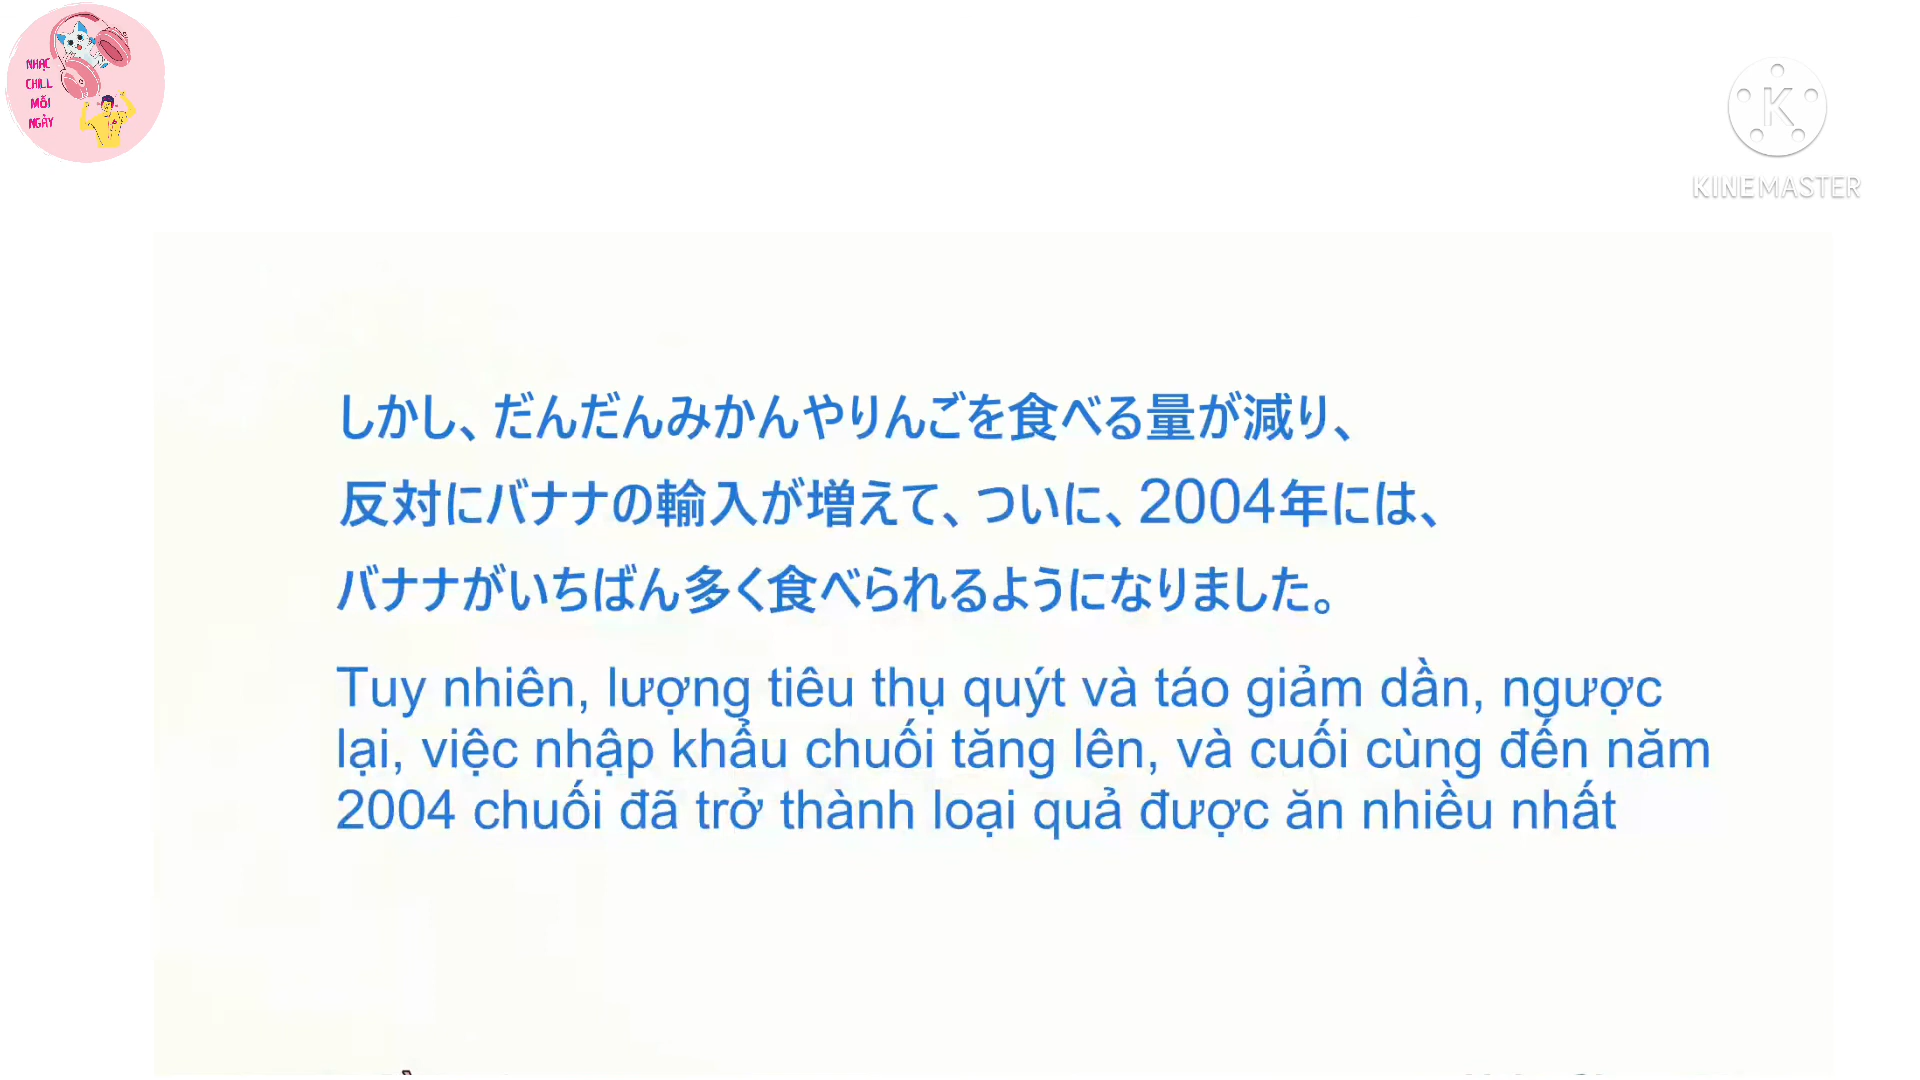 NHẠC
CHILL
MỖI
NGÀY
K
KINEMASTER
しかし、だんだんみかんやりんごを食べる量が減り、
反対にバナナの輸入が増えて、ついに、2004年には、
バナナがいちばん多く食べられるようになりました。
Tuy nhiên, lượng tiêu thụ quýt và táo giảm dần, ngược
lại, việc nhập khẩu chuối tăng lên, và cuối cùng đến năm
2004 chuối đã trở thành loại quả được ăn nhiều nhất